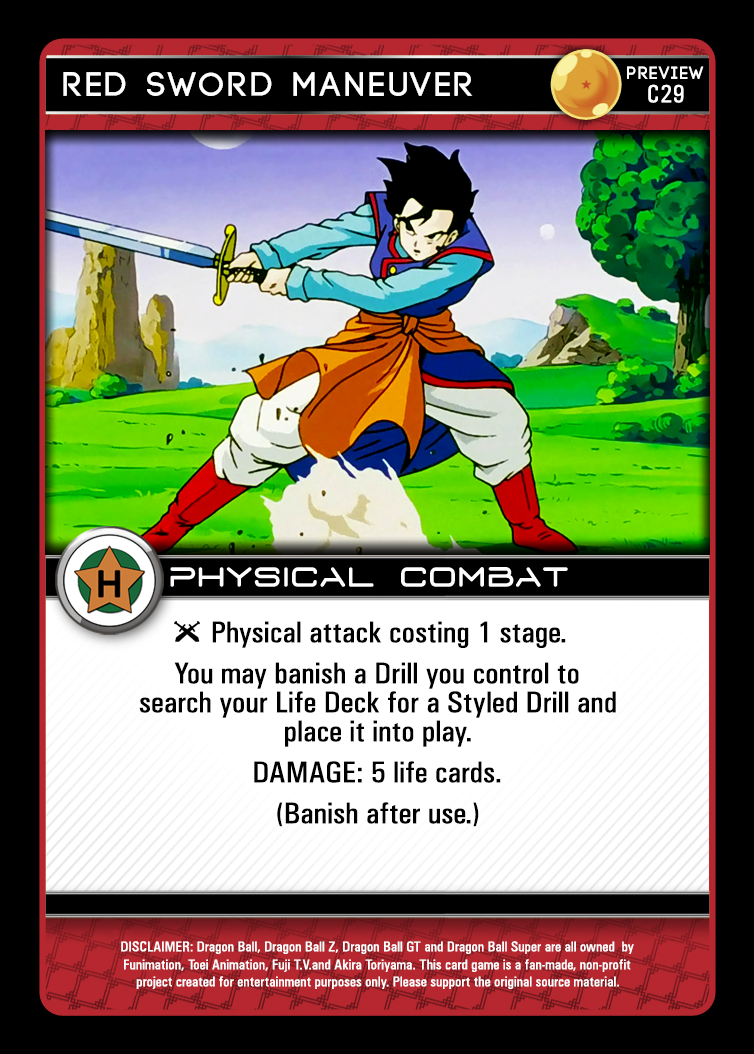 RED SWORD MANEUVER
PREVIEW
C29
H
PHYSICAL COMBAT
Physical attack costing 1 stage.
You may banish a Drill you control to
search your Life Deck for a Styled Drill and
place it into play.
DAMAGE: 5 life cards.
(Banish after use.)
DISCLAIMER: Dragon Ball, Dragon Ball Z, Dragon Ball GT and Dragon Ball Super are all owned by
Funimation, Toei Animation, Fuji T.V.and Akira Toriyama. This card game is a fan-made, non-profit
project created for entertainment purposes only. Please support the original source material.